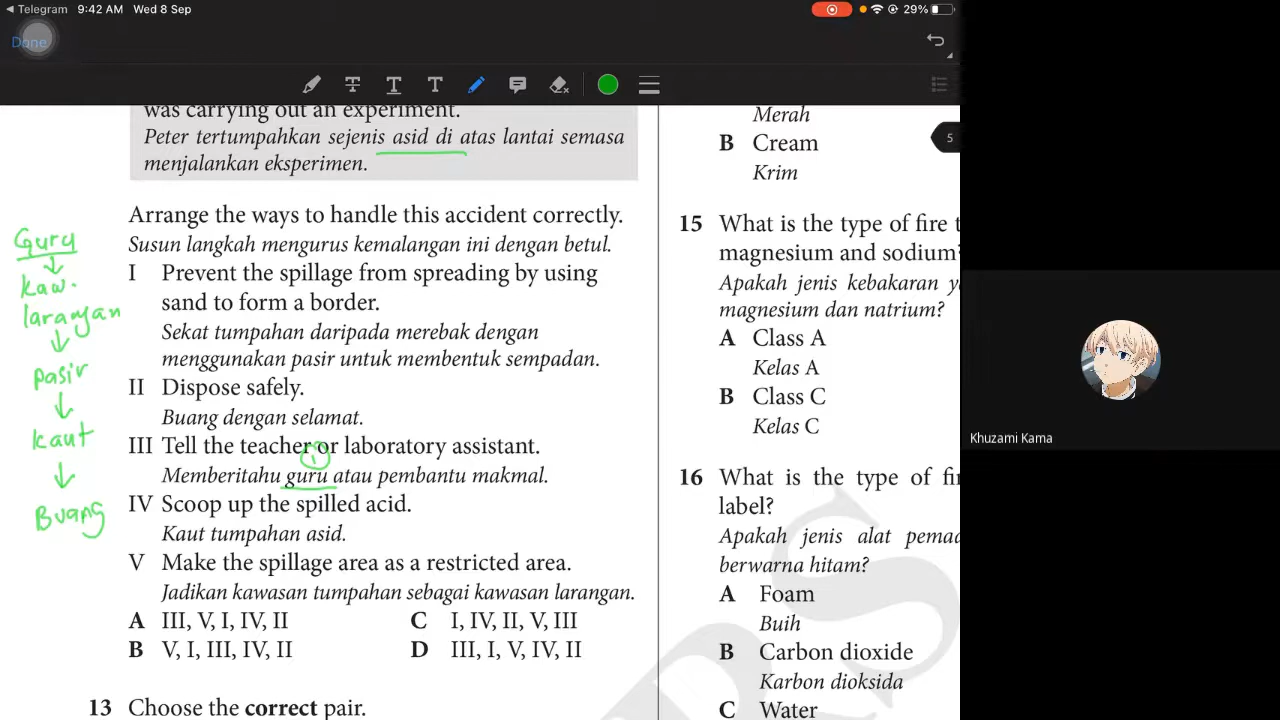 Telegram 9:42 AM Wed 8 Sep 29%
Done
was carrying out an experiment.
Peter tertumpahkan sejenis asid di atas lantai semasa
menjalankan eksperimen.
Arrange the ways to handle this accident correctly.
Susun langkah mengurus kemalangan ini dengan betul.
I Prevent the spillage from spreading by using
sand to form a border.
Sekat tumpahan daripada merebak dengan
menggunakan pasir untuk membentuk sempadan.
II Dispose safely.
Buang dengan selamat.
III Tell the teacher or laboratory assistant.
1
Memberitahu guru atau pembantu makmal.
IV Scoop up the spilled acid.
Kaut tumpahan asid.
V Make the spillage area as a restricted area.
Jadikan kawasan tumpahan sebagai kawasan larangan.
A III, V, I, IV, II
C I, IV, II, V, III
B V, I, III, IV, II
D III, I, V, IV, II
13 Choose the correct pair.
Guru
kaw.
larangan
pasir
kaut
Buang
Merah
B Cream
Krim
5
15 What is the type of fire t
magnesium and sodium?
Apakah jenis kebakaran ya
magnesium dan natrium?
A Class A
Kelas A
B Class C
Kelas C
16 What is the type of fir
label?
Apakah jenis alat pemad
berwarna hitam?
A Foam
Buih
B Carbon dioxide
Karbon dioksida
C Water
Khuzami Kama